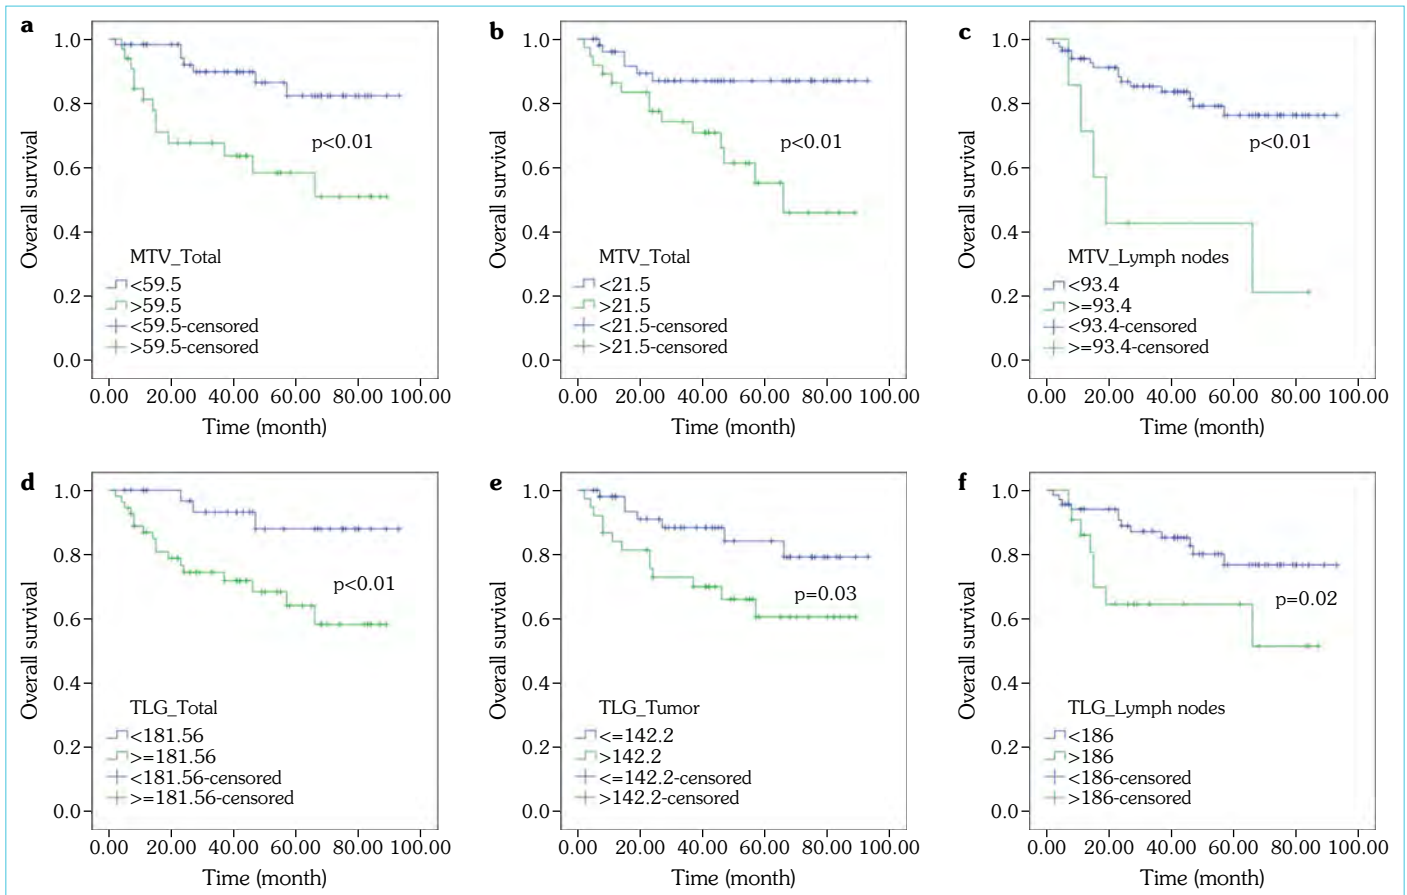 a
1.0
0.8
0.6
0.4
0.2
0.0
Overall survival
p<0.01
MTV_Total
<59.5
>59.5
<59.5-censored
>59.5-censored
0.00 20.00 40.00 60.00 80.00 100.00
Time (month)
b
1.0
0.8
0.6
0.4
0.2
0.0
Overall survival
p<0.01
MTV_Total
<21.5
>21.5
<21.5-censored
>21.5-censored
0.00 20.00 40.00 60.00 80.00 100.00
Time (month)
c
1.0
0.8
0.6
0.4
0.2
0.0
Overall survival
p<0.01
MTV_Lymph nodes
<93.4
>=93.4
<93.4-censored
>=93.4-censored
0.00 20.00 40.00 60.00 80.00 100.00
Time (month)
d
1.0
0.8
0.6
0.4
0.2
0.0
Overall survival
p<0.01
TLG_Total
<181.56
>=181.56
<181.56-censored
>=181.56-censored
0.00 20.00 40.00 60.00 80.00 100.00
Time (month)
e
1.0
0.8
0.6
0.4
0.2
0.0
Overall survival
p=0.03
TLG_Tumor
<=142.2
>142.2
<=142.2-censored
>142.2-censored
0.00 20.00 40.00 60.00 80.00 100.00
Time (month)
f
1.0
0.8
0.6
0.4
0.2
0.0
Overall survival
p=0.02
TLG_Lymph nodes
<186
>186
<186-censored
>186-censored
0.00 20.00 40.00 60.00 80.00 100.00
Time (month)